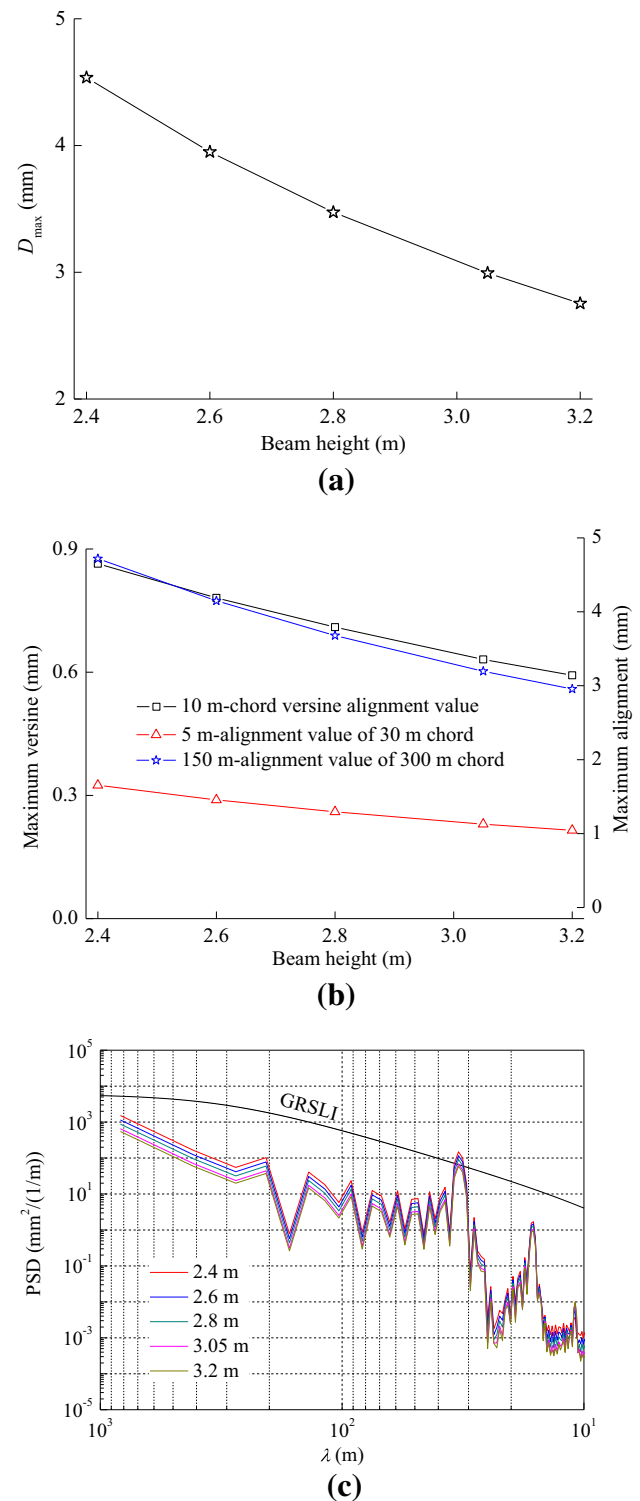 5
4
3
2
D max (mm)
2.4 2.6 2.8 3.0 3.2
Beam height (m)
(a)
0.9
0.6
0.3
0.0
Maximum versine (mm)
5
4
3
2
1
0
Maximum alignment (mm)
10 m-chord versine alignment value
5 m-alignment value of 30 m chord
150 m-alignment value of 300 m chord
2.4 2.6 2.8 3.0 3.2
Beam height (m)
(b)
10^5
10^3
10^1
10^-1
10^-3
10^-5
PSD (mm^2/(1/m))
GRSLI
2.4 m
2.6 m
2.8 m
3.05 m
3.2 m
10^3 10^2 10^1
λ (m)
(c)